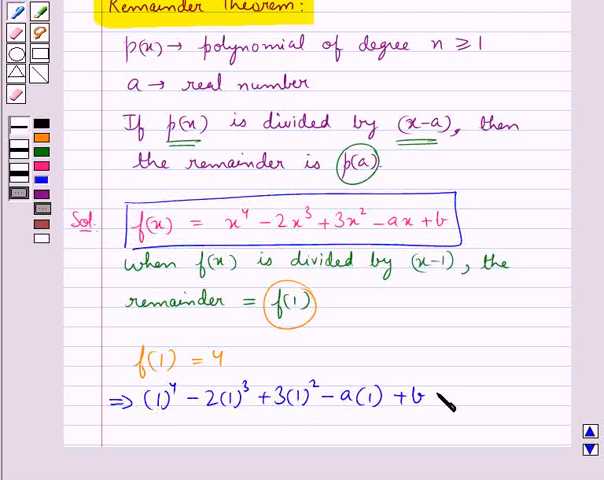 Remainder Theorem:
p(x) → polynomial of degree n ≥ 1
a → real number
If p(x) is divided by (x-a), then
the remainder is p(a).
Sol. f(x) = x⁴ - 2x³ + 3x² - ax + b
when f(x) is divided by (x-1), the
remainder = f(1)
f(1) = 4
⇒ (1)⁴ - 2(1)³ + 3(1)² - a(1) + b